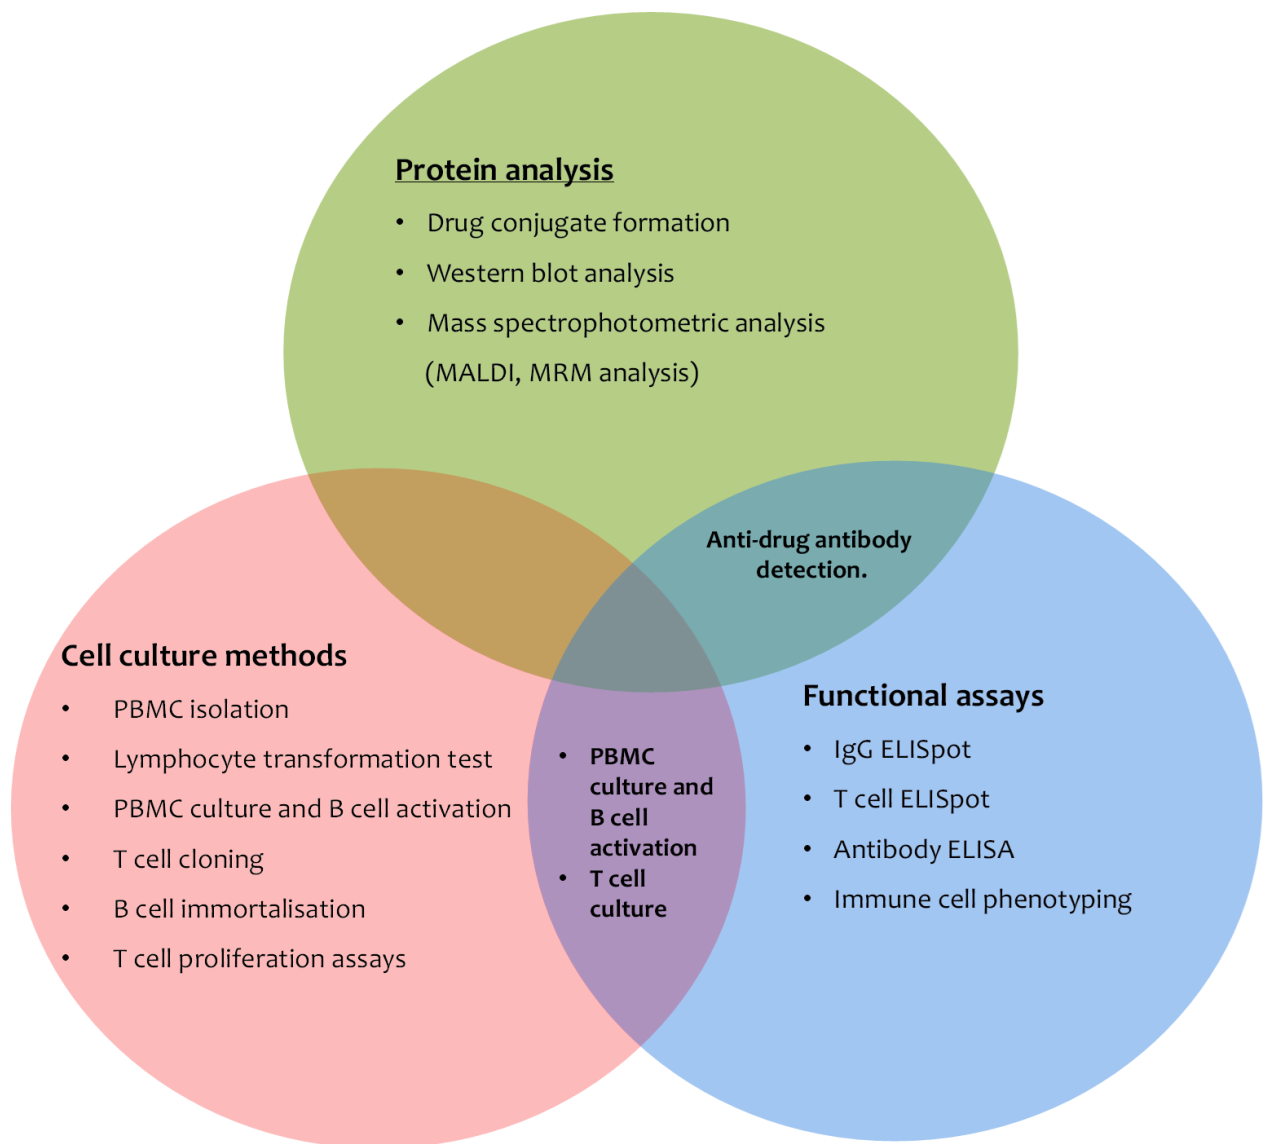 Protein analysis
• Drug conjugate formation
• Western blot analysis
• Mass spectrophotometric analysis
(MALDI, MRM analysis)
Anti-drug antibody
detection.
Cell culture methods
• PBMC isolation
• Lymphocyte transformation test
• PBMC culture and B cell activation
• T cell cloning
• B cell immortalisation
• T cell proliferation assays
• PBMC
culture and
B cell
activation
• T cell
culture
Functional assays
• IgG ELISpot
• T cell ELISpot
• Antibody ELISA
• Immune cell phenotyping